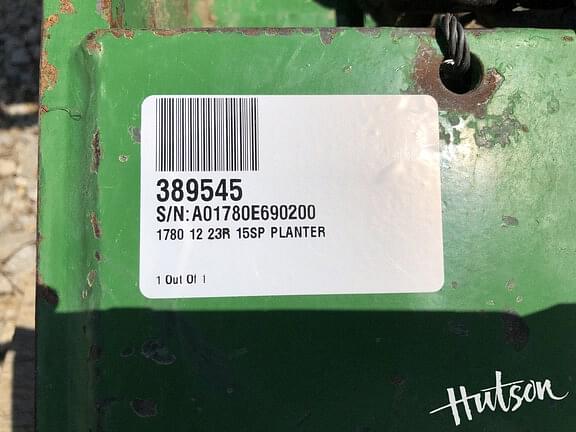 389545
S/N:A01780E690200
1780 12 23R 15SP PLANTER
1 Out Of 1
Hutson